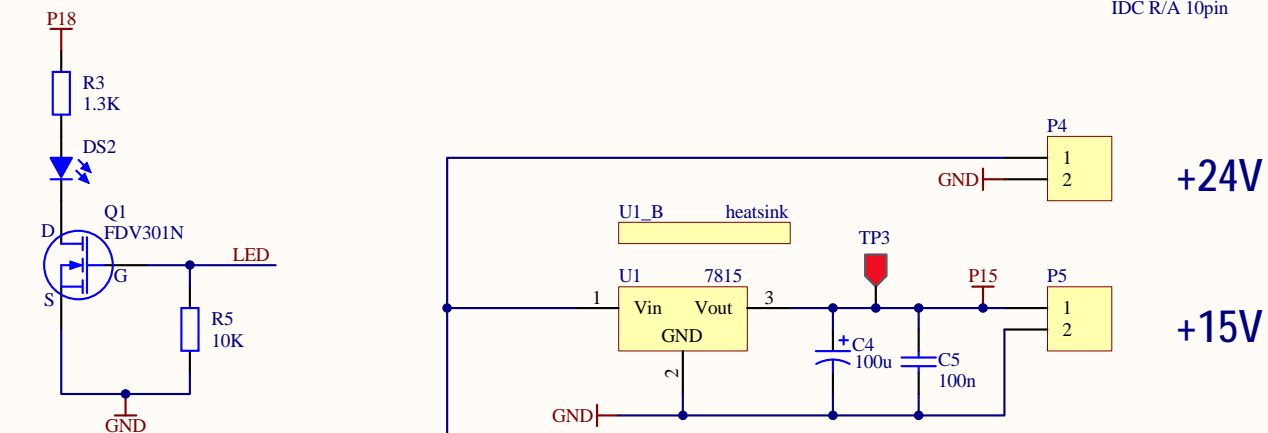 IDC R/A 10pin
P18
R3
1.3K
DS2
Q1
FDV301N
D
G
S
LED
R5
10K
GND
P4
1
2
GND
+24V
U1_B heatsink
U1 7815
1 Vin Vout 3
GND
2
TP3
P15
P5
1
2
+15V
+
C4
100u
C5
100n
GND